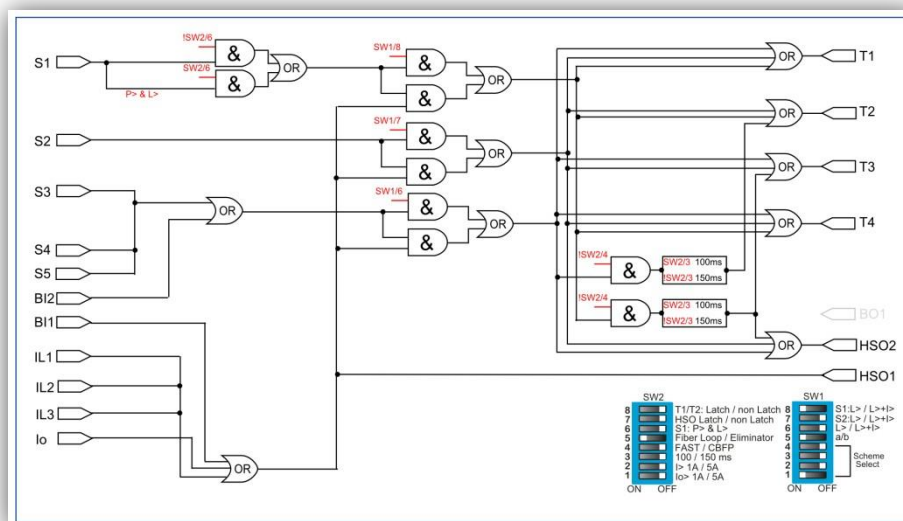 !SW2/6
S1
&
OR
SW2/6
&
P> & L>
SW1/8
&
OR
&
OR
T1
S2
SW1/7
&
OR
&
OR
T2
S3
SW1/6
OR
&
OR
&
OR
T3
S4
S5
OR
T4
BI2
!SW2/4
&
SW2/3 100ms
!SW2/3 150ms
BI1
!SW2/4
&
SW2/3 100ms
!SW2/3 150ms
BO1
IL1
OR
HSO2
IL2
HSO1
IL3
Io
OR
SW2
8 T1/T2: Latch / non Latch
7 HSO Latch / non Latch
6 S1: P> & L>
5 Fiber Loop / Eliminator
4 FAST / CBFP
3 100 / 150 ms
2 I> 1A / 5A
1 Io> 1A / 5A
ON OFF
SW1
8 S1:L> / L>+I>
7 S2:L> / L>+I>
6 L> / L>+I>
5 a/b
4
3 Scheme
2 Select
1
ON OFF